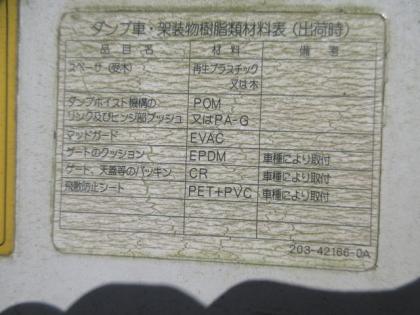 ダンプ車・架装物樹脂類材料表(出荷時)
品目名 材料 備考
スペーサ(受木) 再生プラスチック
又は木
ダンプホイスト機構の POM
リンク及びヒンジ部ブッシュ 又はPA-G
マッドガード EVAC
ゲートのクッション EPDM 車種により取付
ゲート、天蓋等のパッキン CR 車種により取付
飛散防止シート PET+PVC 車種により取付
203-42166-0A